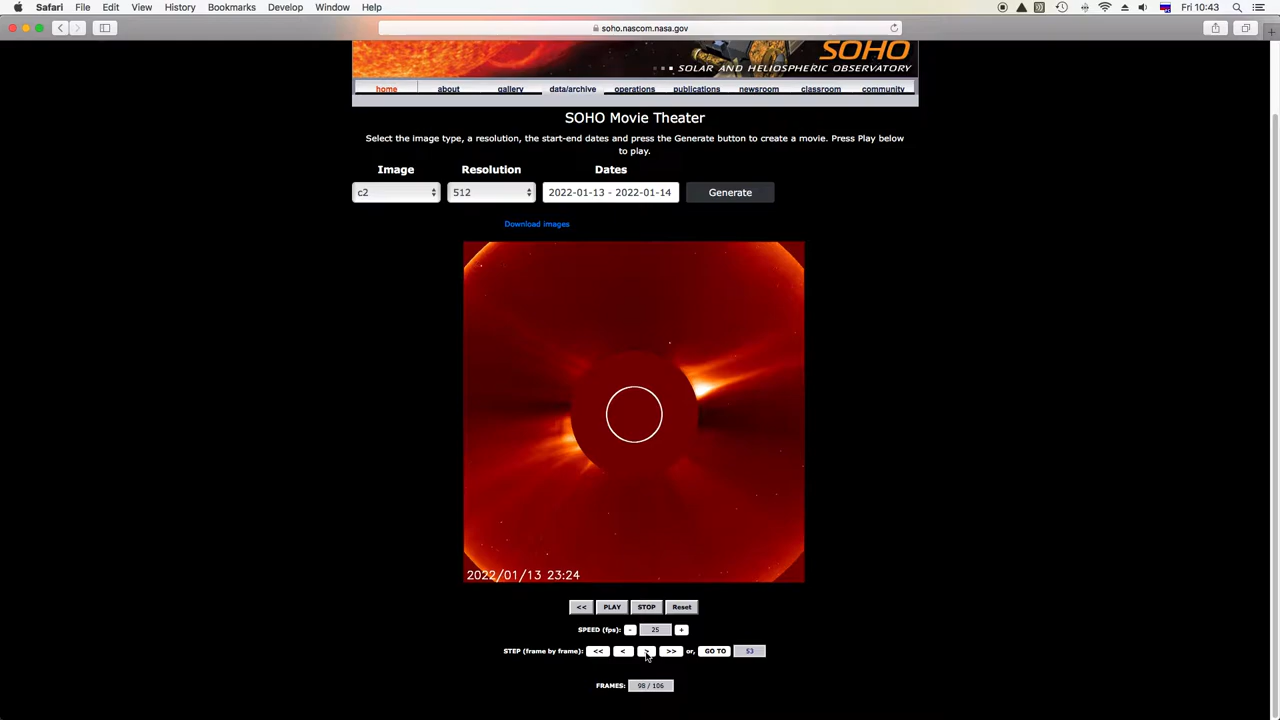 Safari File Edit View History Bookmarks Develop Window Help Fri 10:43
soho.nascom.nasa.gov
SOHO
SOLAR AND HELIOSPHERIC OBSERVATORY
home about gallery data/archive operations publications newsroom classroom community
SOHO Movie Theater
Select the image type, a resolution, the start-end dates and press the Generate button to create a movie. Press Play below
to play.
Image Resolution Dates
c2 512 2022-01-13 - 2022-01-14 Generate
Download images
2022/01/13 23:24
<< PLAY STOP Reset
SPEED (fps): - 25 +
STEP (frame by frame): << < > >> or, GO TO 53
FRAMES: 98 / 106